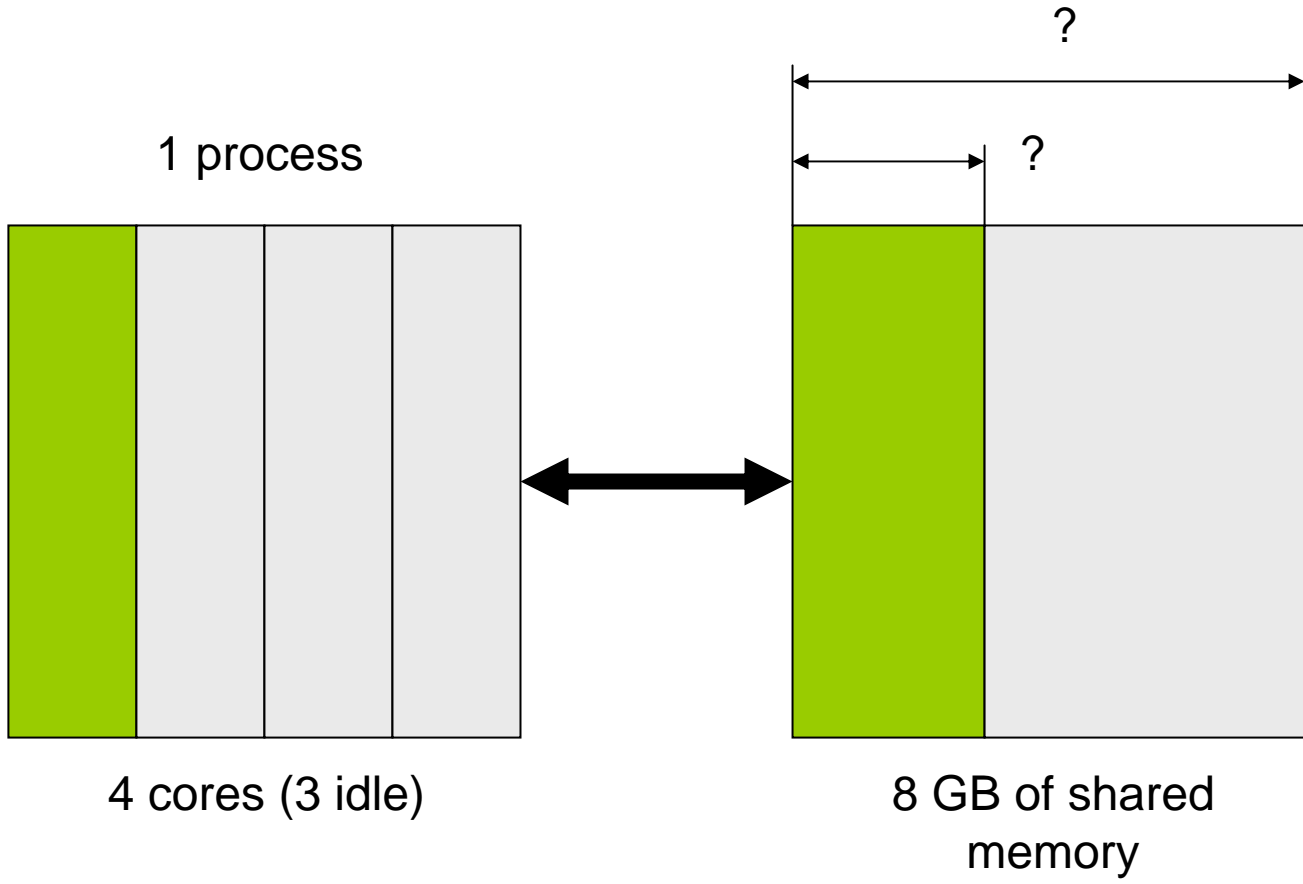 ?
1 process
?
4 cores (3 idle)
8 GB of shared
memory